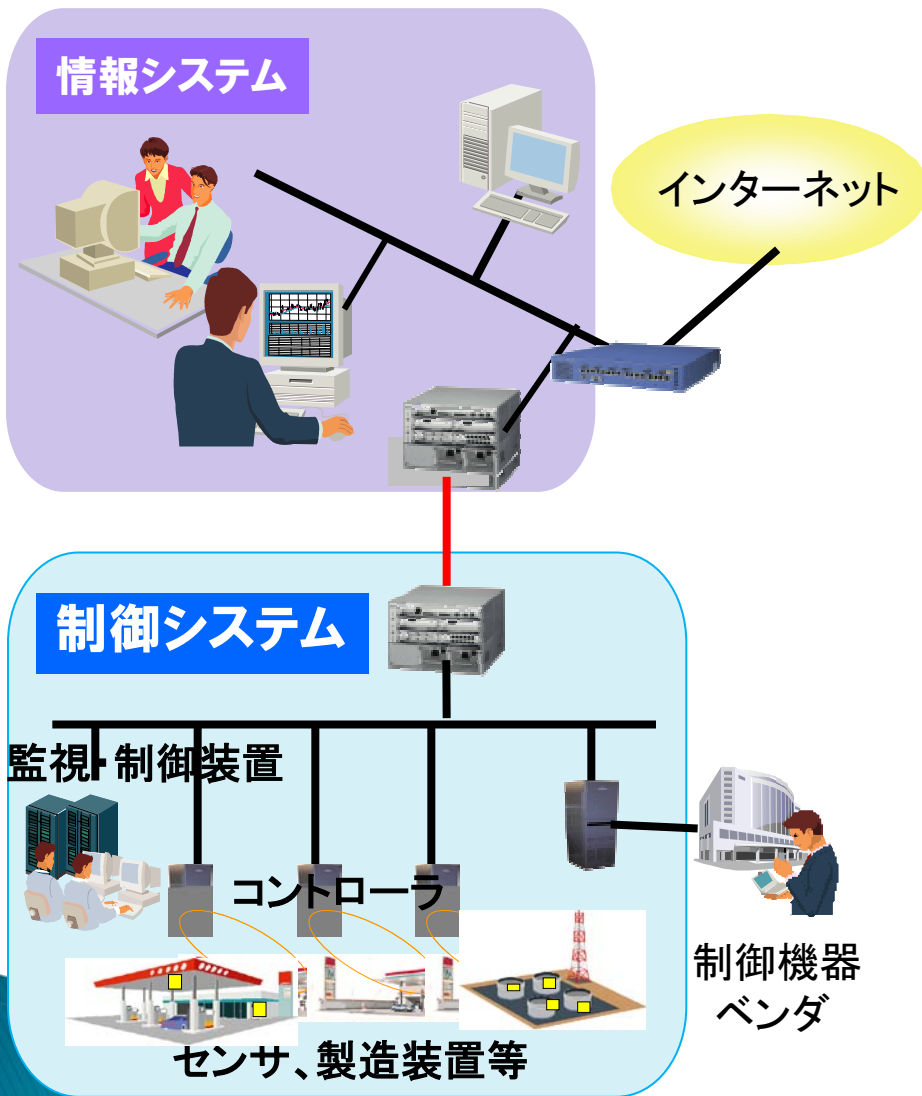 情報システム
インターネット
制御システム
監視・制御装置
コントローラ
制御機器
ベンダ
センサ、製造装置等